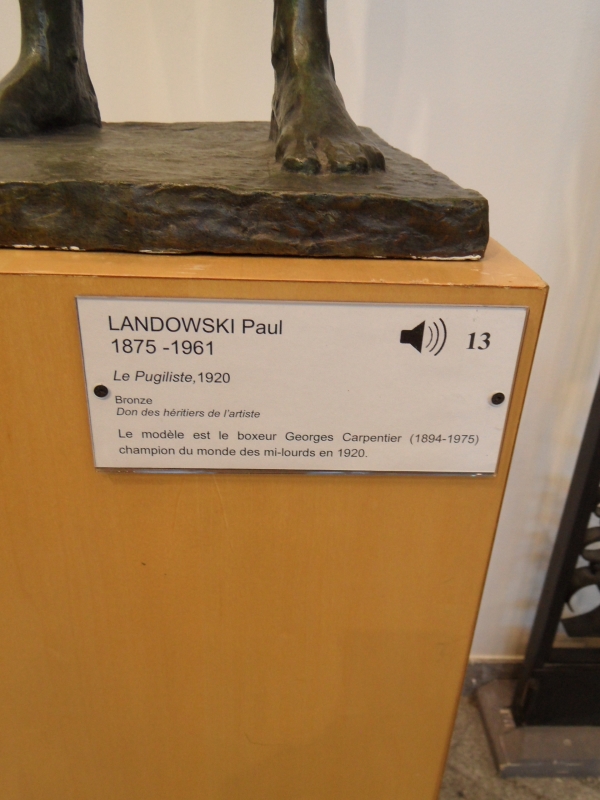 LANDOWSKI Paul
1875 -1961
13
Le Pugiliste,1920
Bronze
Don des héritiers de l'artiste
Le modèle est le boxeur Georges Carpentier (1894-1975)
champion du monde des mi-lourds en 1920.